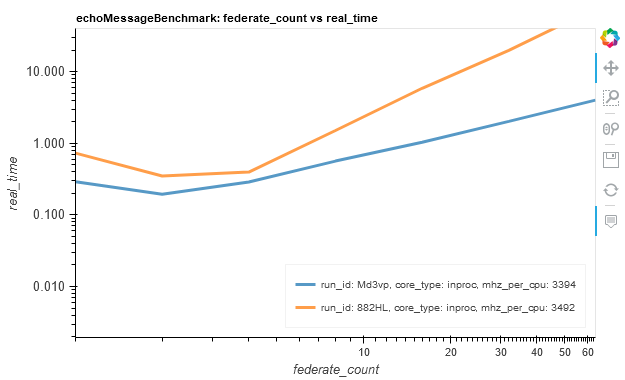 echoMessageBenchmark: federate_count vs real_time
10.000
1.000
0.100
0.010
real_time
run_id: Md3vp, core_type: inproc, mhz_per_cpu: 3394
run_id: 882HL, core_type: inproc, mhz_per_cpu: 3492
10
20
30
40
50
60
federate_count